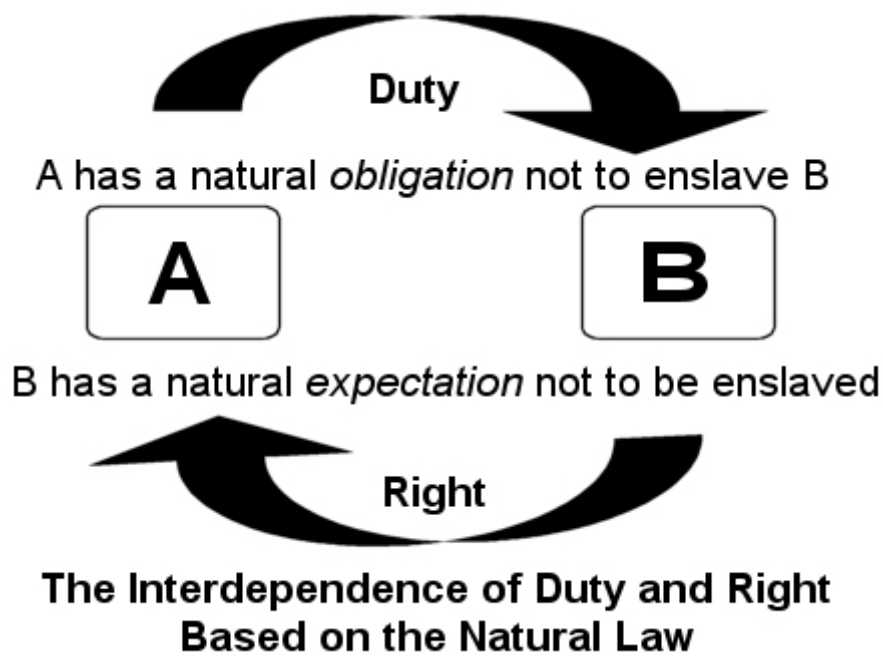 Duty
A has a natural obligation not to enslave B
A
B
B has a natural expectation not to be enslaved
Right
The Interdependence of Duty and Right
Based on the Natural Law